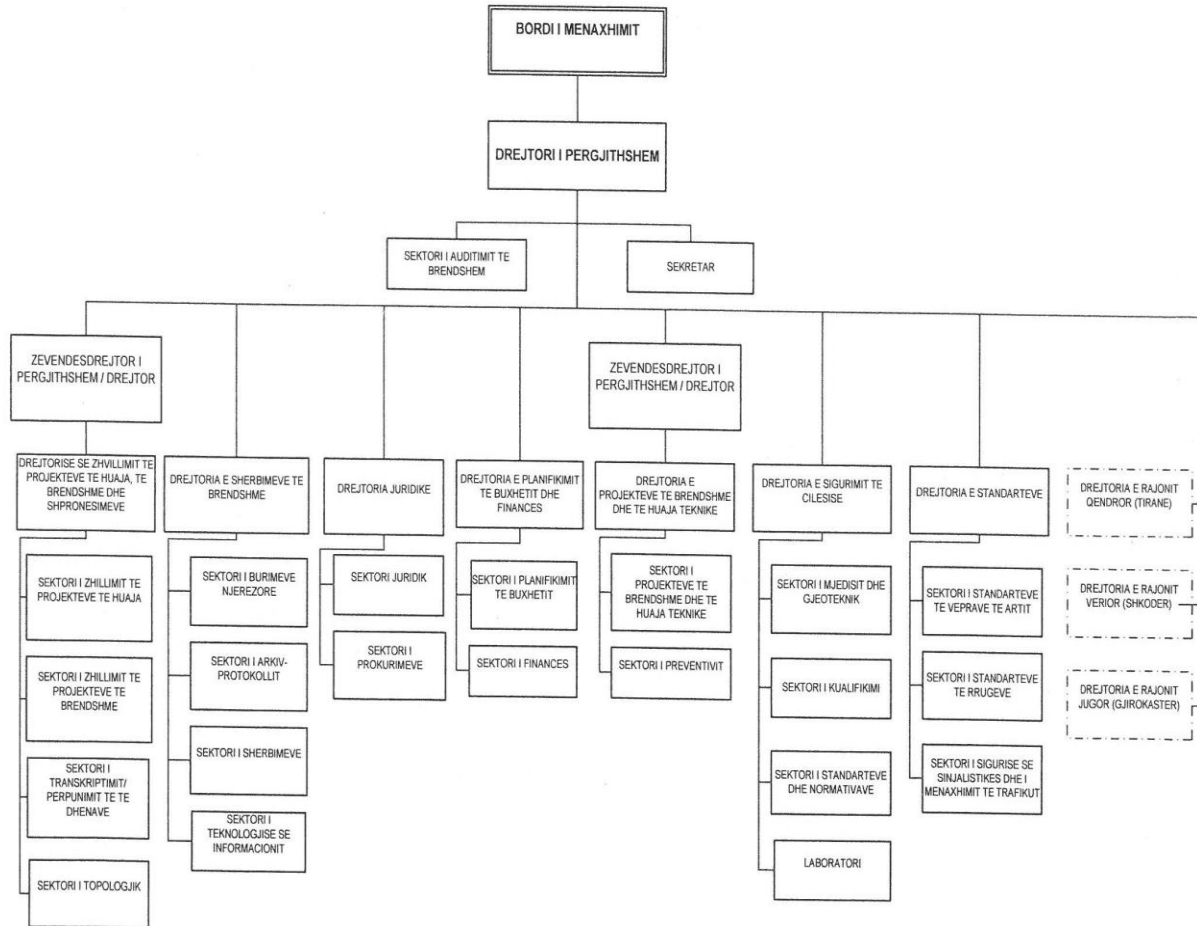 BORDI I MENAXHIMIT
DREJTORI I PERGJITHSHEM
SEKTORI I AUDITIMIT TE
BRENDSHEM
SEKRETAR
ZEVENDESDREJTOR I
PERGJITHSHEM / DREJTOR
ZEVENDESDREJTOR I
PERGJITHSHEM / DREJTOR
DREJTORISE SE ZHVILLIMIT TE
PROJEKTEVE TE HUAJA, TE
BRENDSHME DHE
SHPRONESIMEVE
DREJTORIA E SHERBIMEVE TE
BRENDSHME
DREJTORIA JURIDIKE
DREJTORIA E PLANIFIKIMIT
TE BUXHETIT DHE
FINANCES
DREJTORIA E
PROJEKTEVE TE BRENDSHME
DHE TE HUAJA TEKNIKE
DREJTORIA E SIGURIMIT TE
CILESISE
DREJTORIA E STANDARTEVE
DREJTORIA E RAJONIT
QENDROR (TIRANE)
SEKTORI I ZHILLIMIT TE
PROJEKTEVE TE HUAJA
SEKTORI I ZHILLIMIT TE
PROJEKTEVE TE
BRENDSHME
SEKTORI I
TRANSKRIPTIMIT/
PERPUNIMIT TE TE
DHENAVE
SEKTORI I TOPOLOGJIK
SEKTORI I BURIMEVE
NJEREZORE
SEKTORI I ARKIV-
PROTOKOLLIT
SEKTORI I SHERBIMEVE
SEKTORI I
TEKNOLOGJISE SE
INFORMACIONIT
SEKTORI JURIDIK
SEKTORI I
PROKURIMEVE
SEKTORI I PLANIFIKIMIT
TE BUXHETIT
SEKTORI I FINANCES
SEKTORI I
PROJEKTEVE TE
BRENDSHME DHE TE
HUAJA TEKNIKE
SEKTORI I PREVENTIVIT
SEKTORI I MJEDISIT DHE
GJEOTEKNIK
SEKTORI I KUALIFIKIMI
SEKTORI I STANDARTEVE
DHE NORMATIVAVE
LABORATORI
SEKTORI I STANDARTEVE
TE VEPRAVE TE ARTIT
SEKTORI I STANDARTEVE
TE RRUGEVE
SEKTORI I SIGURISE SE
SINJALISTIKES DHE I
MENAXHIMIT TE TRAFIKUT
DREJTORIA E RAJONIT
VERIOR (SHKODER)
DREJTORIA E RAJONIT
JUGOR (GJIROKASTER)